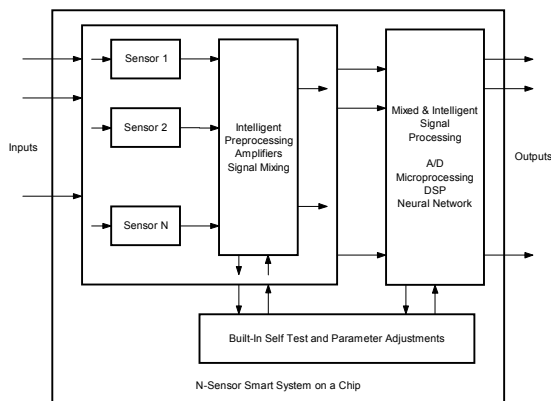 Inputs
Sensor 1
Sensor 2
Sensor N
Intelligent
Preprocessing
Amplifiers
Signal Mixing
Mixed & Intelligent
Signal
Processing
A/D
Microprocessing
DSP
Neural Network
Outputs
Built-In Self Test and Parameter Adjustments
N-Sensor Smart System on a Chip